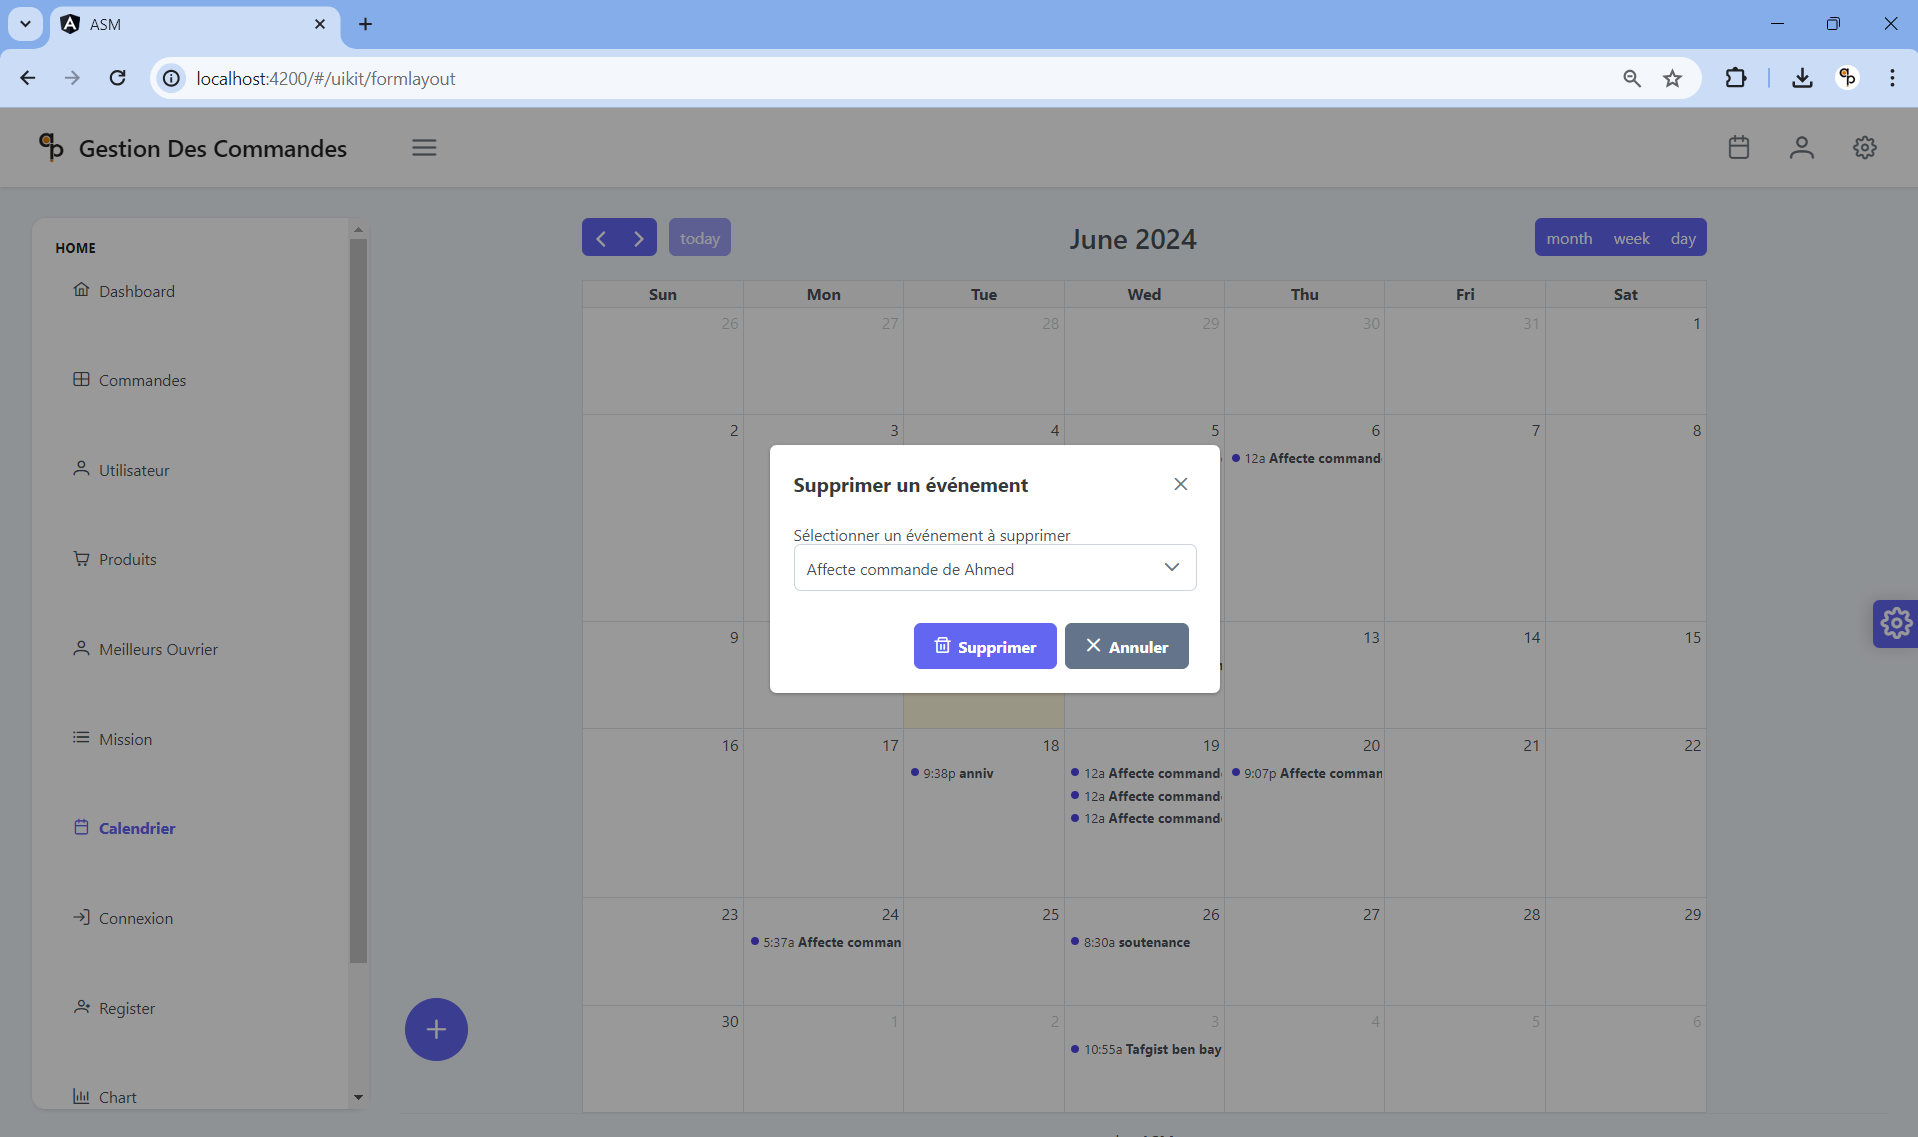 ASM
localhost:4200/#/uikit/formlayout
Gestion Des Commandes
HOME
Dashboard
Commandes
Utilisateur
Produits
Meilleurs Ouvrier
Mission
Calendrier
Connexion
Register
Chart
today
June 2024
month week day
Sun Mon Tue Wed Thu Fri Sat
26 27 28 29 30 31 1
2 3 4 5 6 7 8
12a Affecte command
Supprimer un événement
Sélectionner un événement à supprimer
Affecte commande de Ahmed
Supprimer
Annuler
9 13 14 15
16 17 18 19 20 21 22
9:38p anniv
12a Affecte command
12a Affecte command
12a Affecte command
9:07p Affecte comman
23 24 25 26 27 28 29
5:37a Affecte comman
8:30a soutenance
30 1 2 3 4 5 6
10:55a Tafgist ben bay